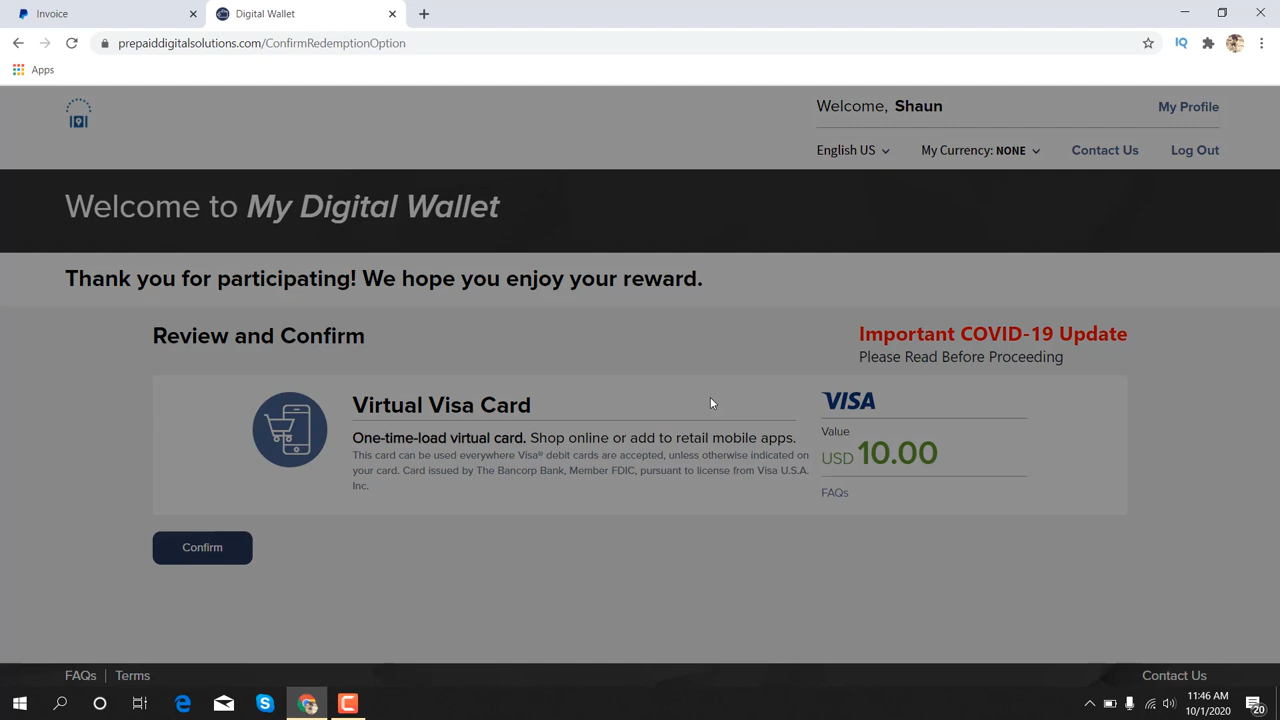 Invoice
Digital Wallet
prepaiddigitalsolutions.com/ConfirmRedemptionOption
IQ
Apps
Welcome, Shaun
My Profile
English US
My Currency: NONE
Contact Us
Log Out
Welcome to My Digital Wallet
Thank you for participating! We hope you enjoy your reward.
Review and Confirm
Important COVID-19 Update
Please Read Before Proceeding
Virtual Visa Card
One-time-load virtual card. Shop online or add to retail mobile apps.
This card can be used everywhere Visa® debit cards are accepted, unless otherwise indicated on
your card. Card issued by The Bancorp Bank, Member FDIC, pursuant to license from Visa U.S.A.
Inc.
VISA
Value
USD 10.00
FAQs
Confirm
FAQs
Terms
Contact Us
11:46 AM
10/1/2020
20